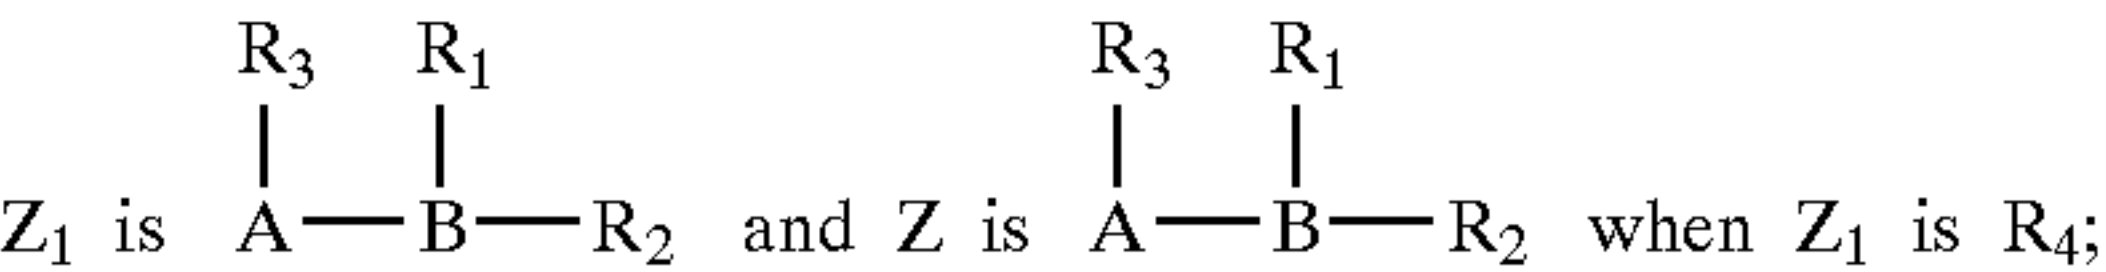 R₃ R₁ R₃ R₁
Z₁ is A—B—R₂ and Z is A—B—R₂ when Z₁ is R₄;